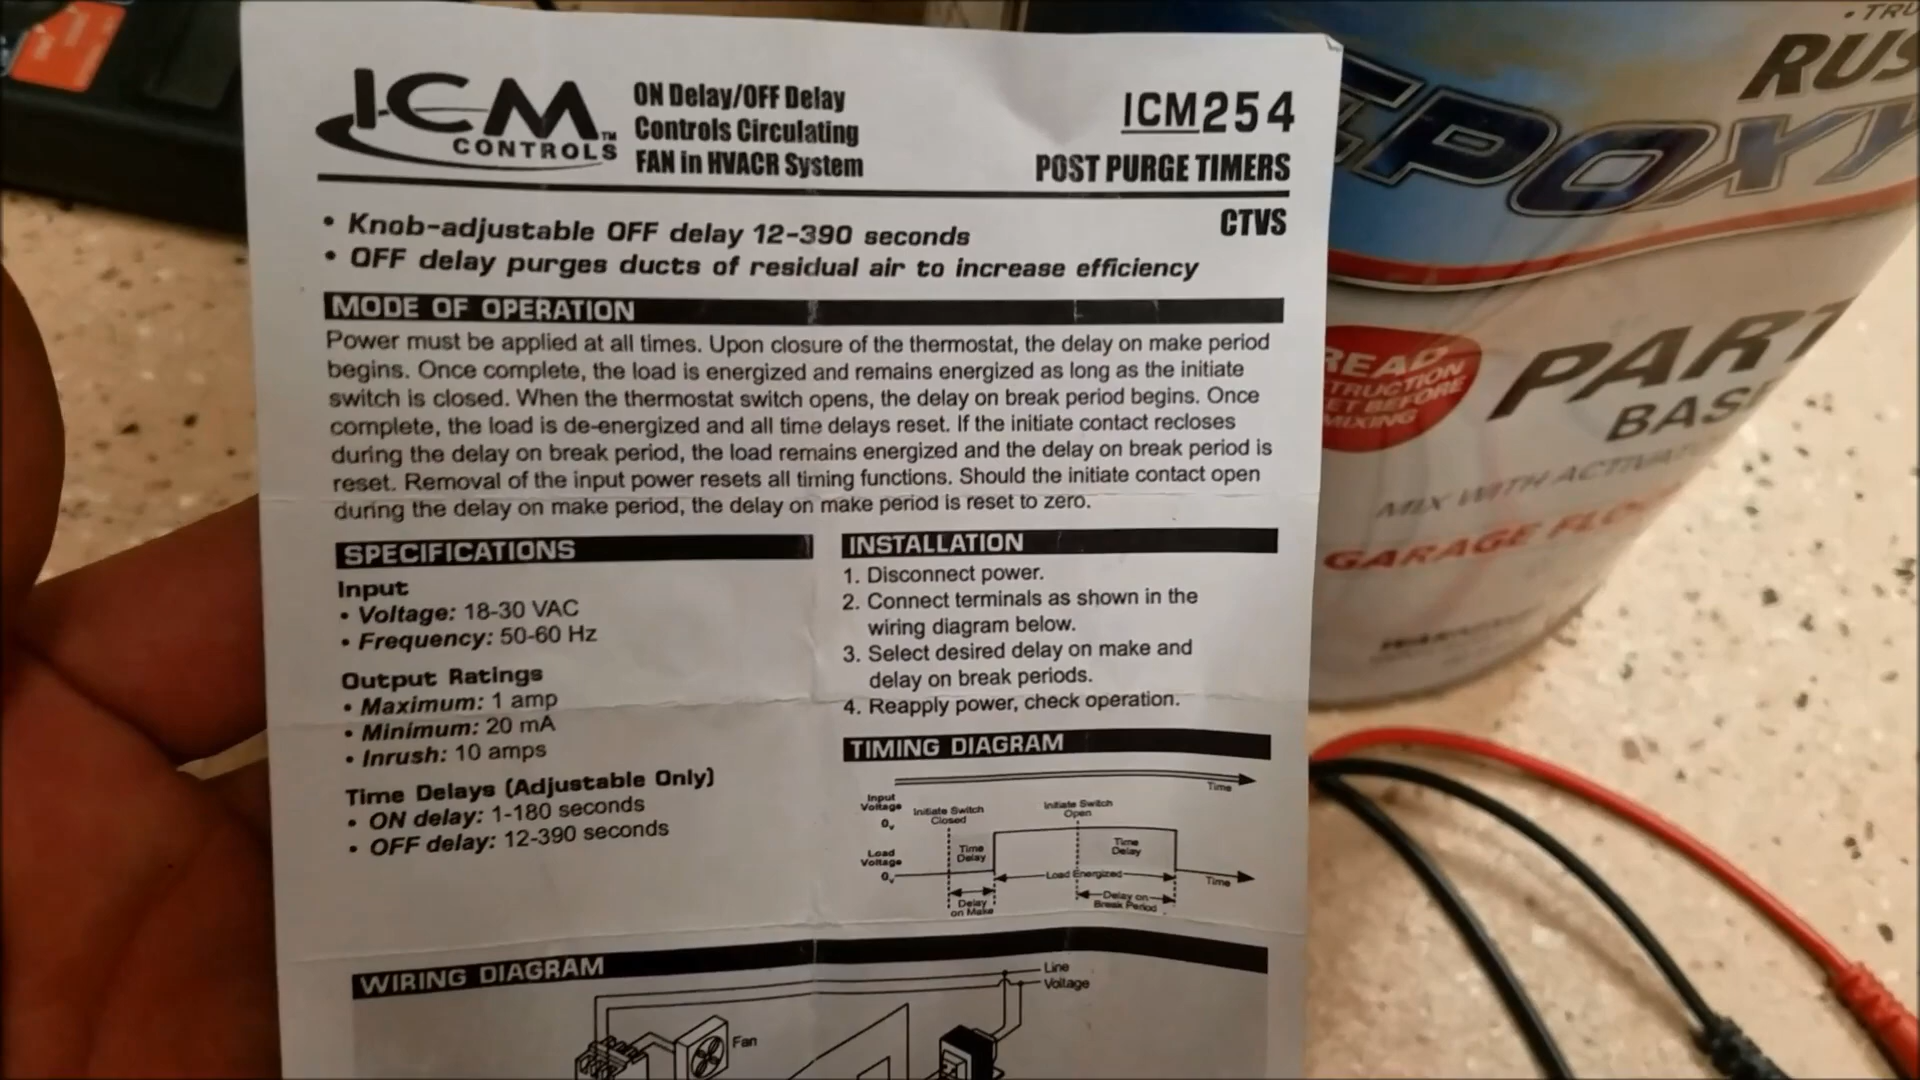 ICM
CONTROLS™
ON Delay/OFF Delay
Controls Circulating
FAN in HVACR System
ICM254
POST PURGE TIMERS
CTVS
• Knob-adjustable OFF delay 12-390 seconds
• OFF delay purges ducts of residual air to increase efficiency
MODE OF OPERATION
Power must be applied at all times. Upon closure of the thermostat, the delay on make period
begins. Once complete, the load is energized and remains energized as long as the initiate
switch is closed. When the thermostat switch opens, the delay on break period begins. Once
complete, the load is de-energized and all time delays reset. If the initiate contact recloses
during the delay on break period, the load remains energized and the delay on break period is
reset. Removal of the input power resets all timing functions. Should the initiate contact open
during the delay on make period, the delay on make period is reset to zero.
SPECIFICATIONS
Input
• Voltage: 18-30 VAC
• Frequency: 50-60 Hz
Output Ratings
• Maximum: 1 amp
• Minimum: 20 mA
• Inrush: 10 amps
Time Delays (Adjustable Only)
• ON delay: 1-180 seconds
• OFF delay: 12-390 seconds
INSTALLATION
1. Disconnect power.
2. Connect terminals as shown in the
wiring diagram below.
3. Select desired delay on make and
delay on break periods.
4. Reapply power, check operation.
TIMING DIAGRAM
Input
Voltage
0v
Time
Initiate Switch
Closed
Initiate Switch
Open
Load
Voltage
0v
Time
Delay
Time
Delay
Load Energized
Time
Delay
on Make
Delay on
Break Period
WIRING DIAGRAM
Line
Voltage
Fan
• TRU
RUS
EPOXY
READ
TRUCTION
ET BEFORE
MIXING
PART
BASE
MIX WITH ACTIVAT
GARAGE FLO